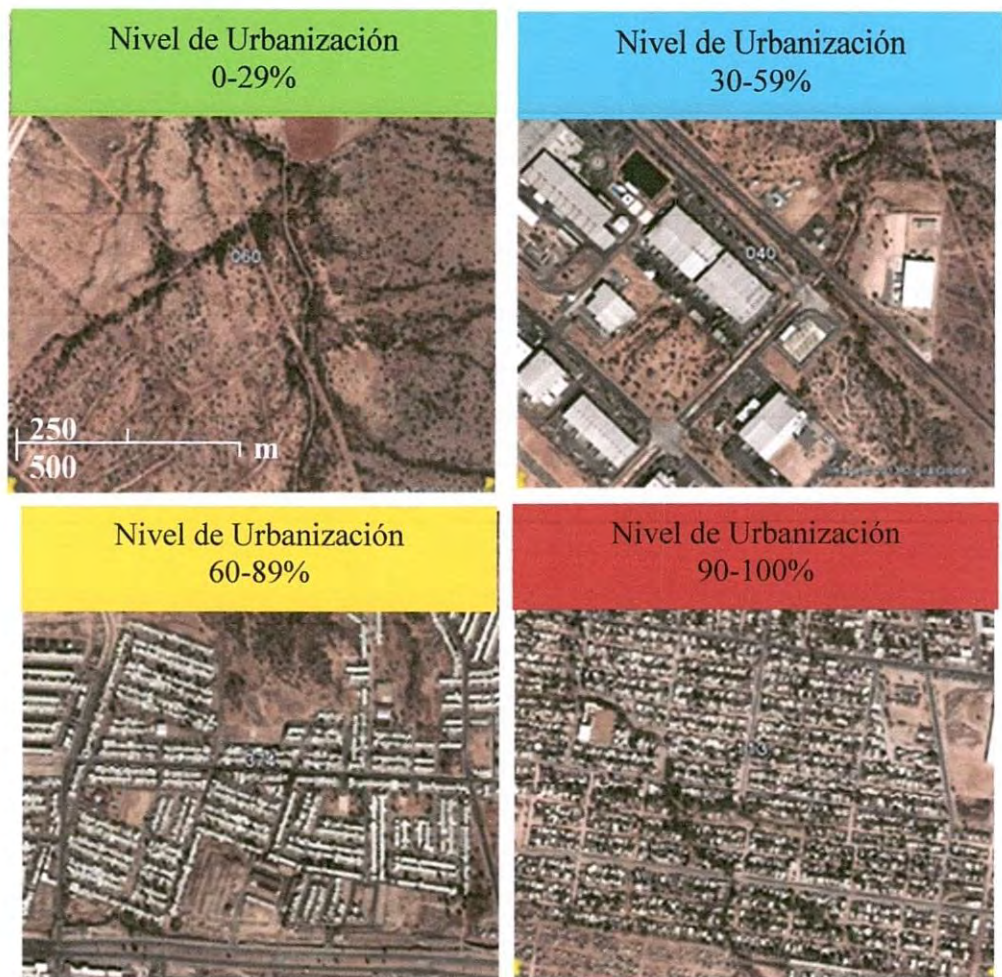 Nivel de Urbanización
0-29%
Nivel de Urbanización
30-59%
060
040
250
500
m
Nivel de Urbanización
60-89%
Nivel de Urbanización
90-100%
374